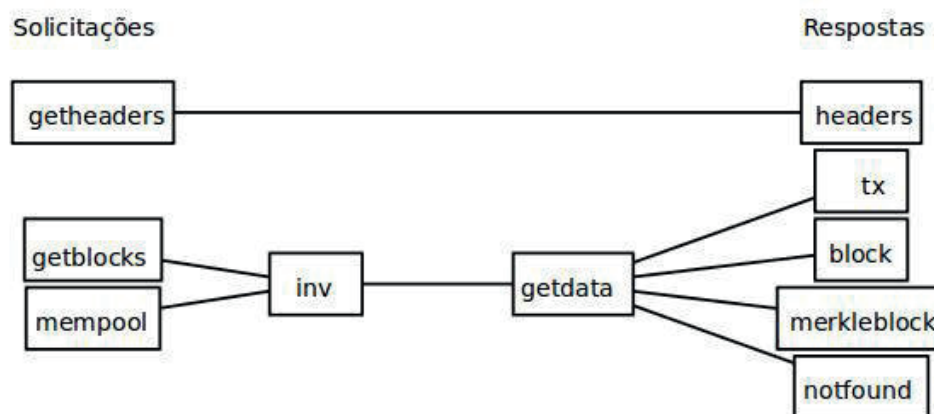 Solicitações
Respostas
getheaders
headers
tx
getblocks
block
inv
getdata
mempool
merkleblock
notfound